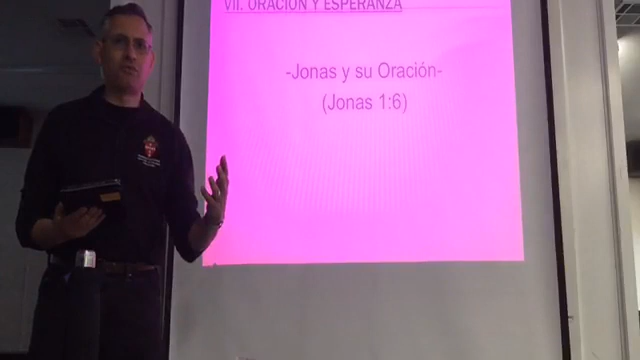 VII. ORACION Y ESPERANZA
-Jonas y su Oración-
(Jonas 1:6)